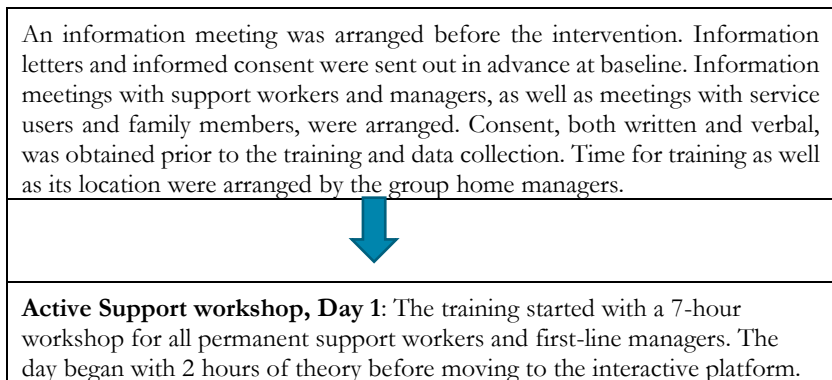 An information meeting was arranged before the intervention. Information
letters and informed consent were sent out in advance at baseline. Information
meetings with support workers and managers, as well as meetings with service
users and family members, were arranged. Consent, both written and verbal,
was obtained prior to the training and data collection. Time for training as well
as its location were arranged by the group home managers.
Active Support workshop, Day 1: The training started with a 7-hour
workshop for all permanent support workers and first-line managers. The
day began with 2 hours of theory before moving to the interactive platform.